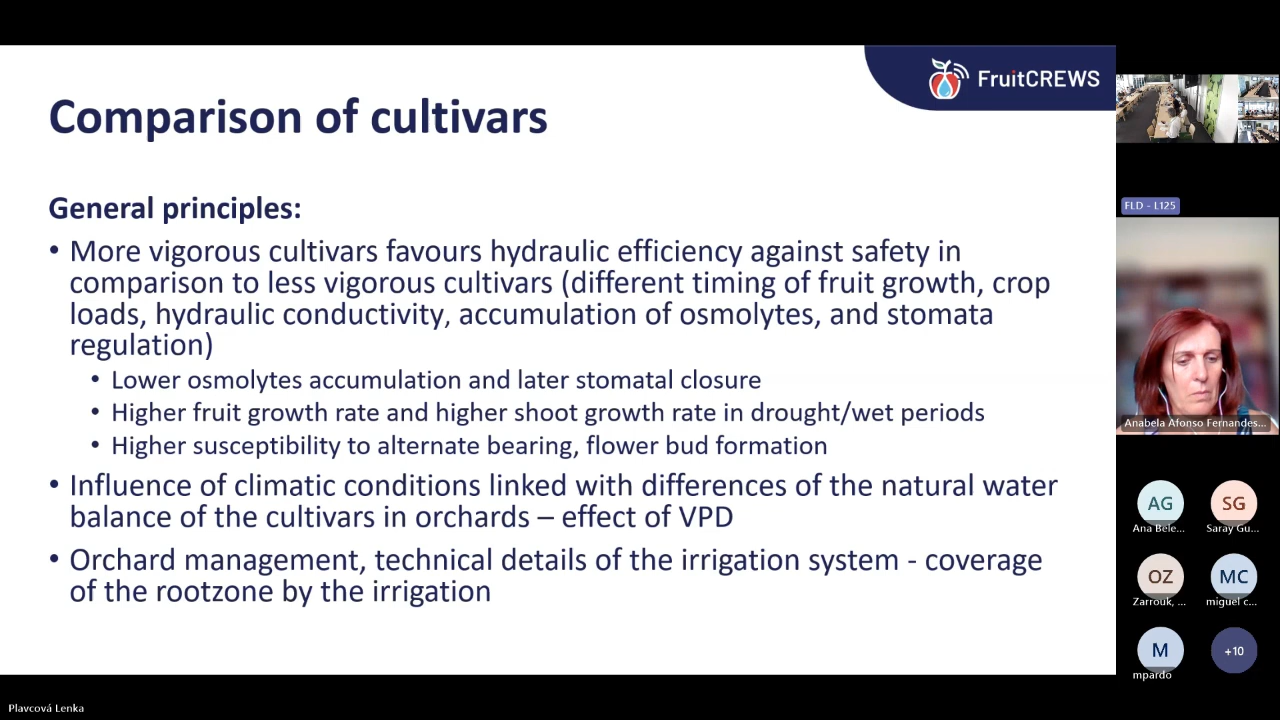 FruitCREWS
Comparison of cultivars
General principles:
• More vigorous cultivars favours hydraulic efficiency against safety in
comparison to less vigorous cultivars (different timing of fruit growth, crop
loads, hydraulic conductivity, accumulation of osmolytes, and stomata
regulation)
• Lower osmolytes accumulation and later stomatal closure
• Higher fruit growth rate and higher shoot growth rate in drought/wet periods
• Higher susceptibility to alternate bearing, flower bud formation
• Influence of climatic conditions linked with differences of the natural water
balance of the cultivars in orchards – effect of VPD
• Orchard management, technical details of the irrigation system - coverage
of the rootzone by the irrigation
FLD - L125
Anabela Afonso Fernandes...
AG
Ana Bele...
SG
Saray Gu...
OZ
Zarrouk, ...
MC
miguel c...
M
mpardo
+10
Plavcová Lenka